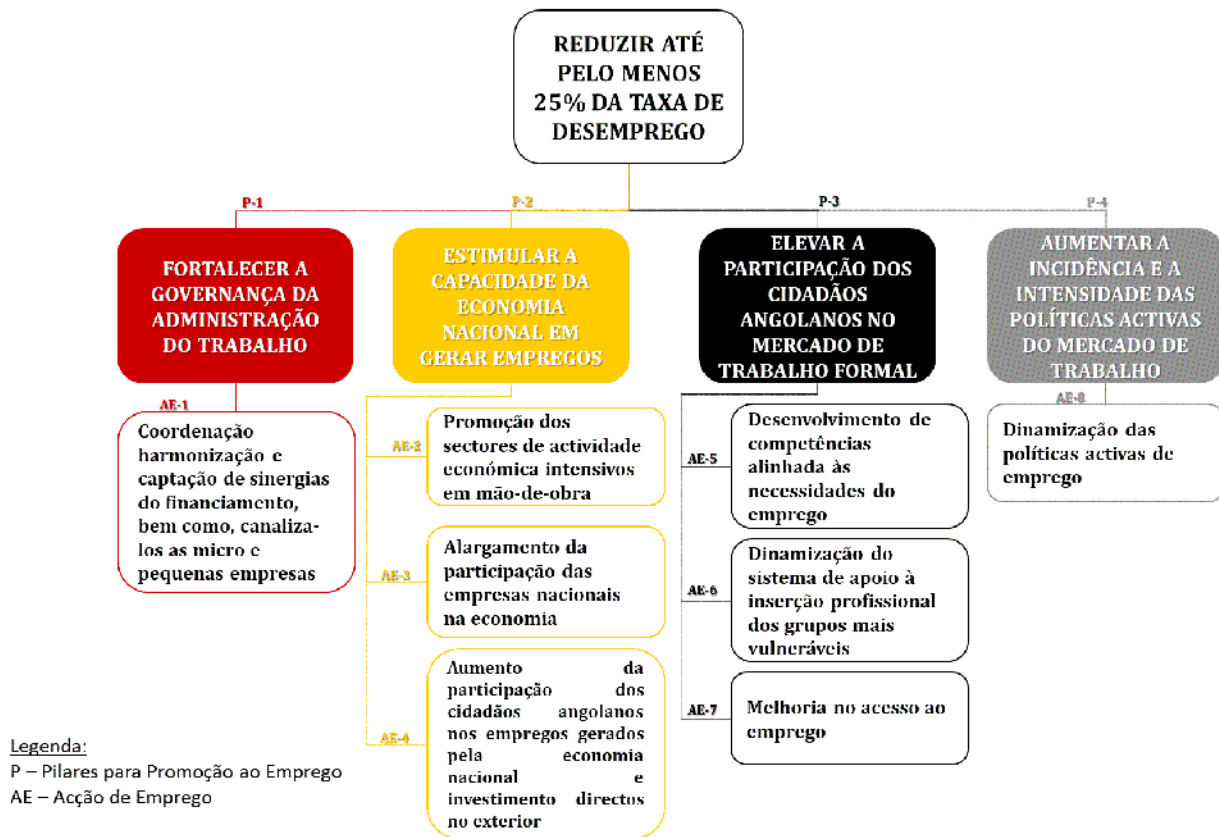 REDUZIR ATÉ
PELO MENOS
25% DA TAXA DE
DESEMPREGO
P-1
P-2
P-3
P-4
FORTALECER A
GOVERNANÇA DA
ADMINISTRAÇÃO
DO TRABALHO
ESTIMULAR A
CAPACIDADE DA
ECONOMIA
NACIONAL EM
GERAR EMPREGOS
ELEVAR A
PARTICIPAÇÃO DOS
CIDADÃOS
ANGOLANOS NO
MERCADO DE
TRABALHO FORMAL
AUMENTAR A
INCIDÊNCIA E A
INTENSIDADE DAS
POLÍTICAS ACTIVAS
DO MERCADO DE
TRABALHO
AE-1
Coordenação
harmonização e
captação de sinergias
do financiamento,
bem como, canaliza-
los as micro e
pequenas empresas
AE-2
Promoção dos
sectores de actividade
económica intensivos
em mão-de-obra
AE-3
Alargamento da
participação das
empresas nacionais
na economia
AE-4
Aumento da
participação dos
cidadãos angolanos
nos empregos gerados
pela economia
nacional e
investimento directos
no exterior
AE-5
Desenvolvimento de
competências
alinhada às
necessidades do
emprego
AE-6
Dinamização do
sistema de apoio à
inserção profissional
dos grupos mais
vulneráveis
AE-7
Melhoria no acesso ao
emprego
AE-8
Dinamização das
políticas activas de
emprego
Legenda:
P – Pilares para Promoção ao Emprego
AE – Acção de Emprego